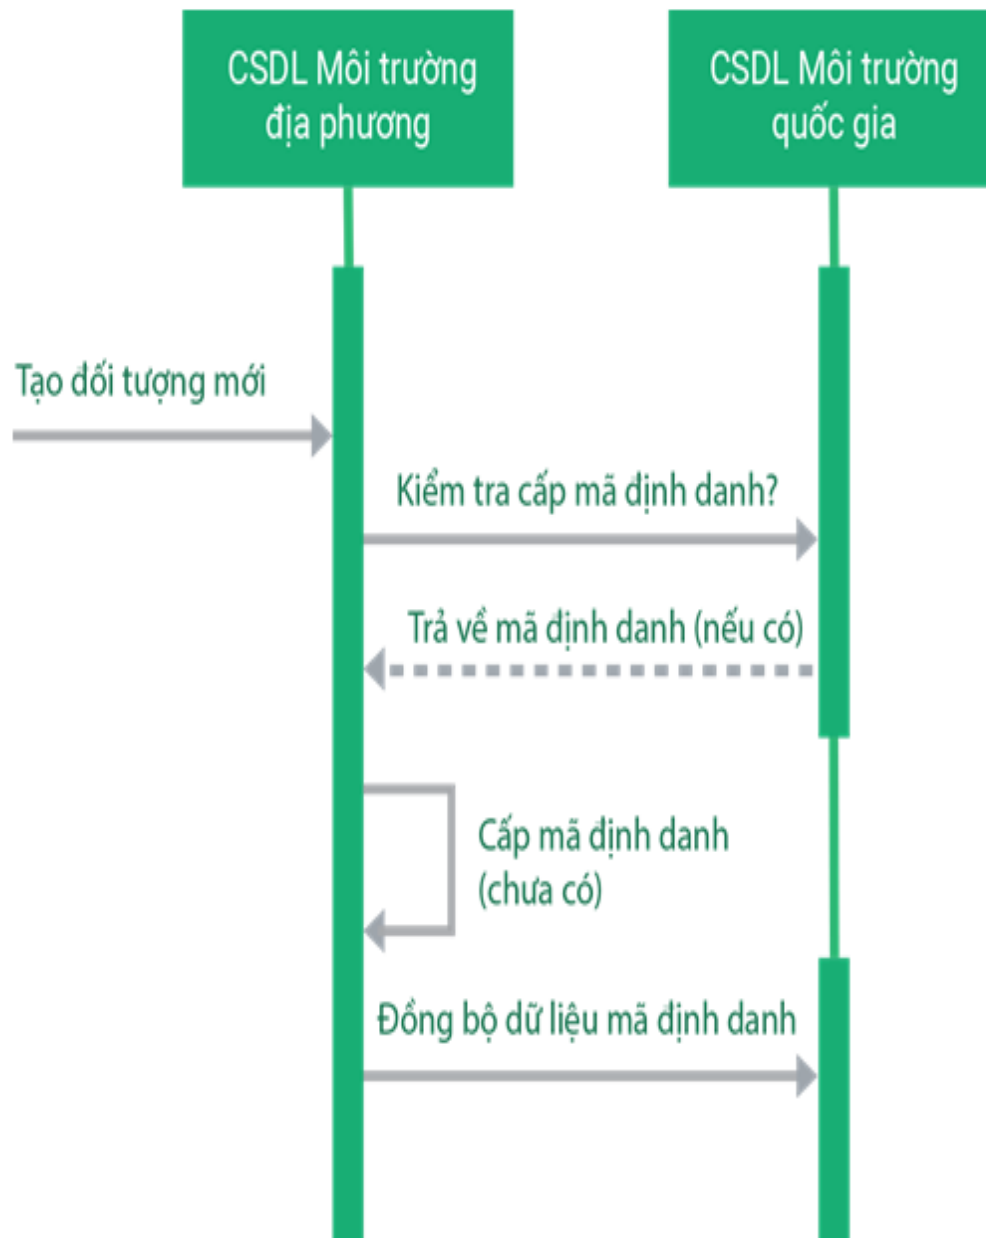 CSDL Môi trường
địa phương
CSDL Môi trường
quốc gia
Tạo đối tượng mới
Kiểm tra cấp mã định danh?
Trả về mã định danh (nếu có)
Cấp mã định danh
(chưa có)
Đồng bộ dữ liệu mã định danh